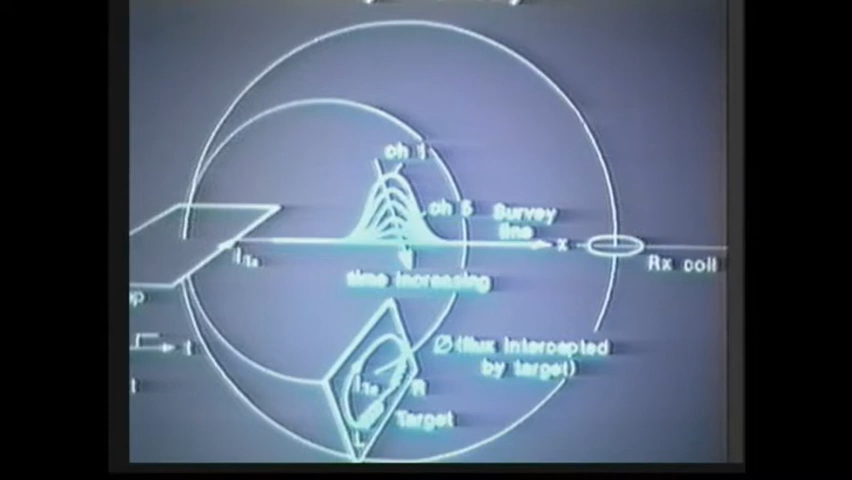 ch 1
ch 5
Survey
line
x
Rx coil
time increasing
Ø (flux intercepted
by target)
R
Target
L
t